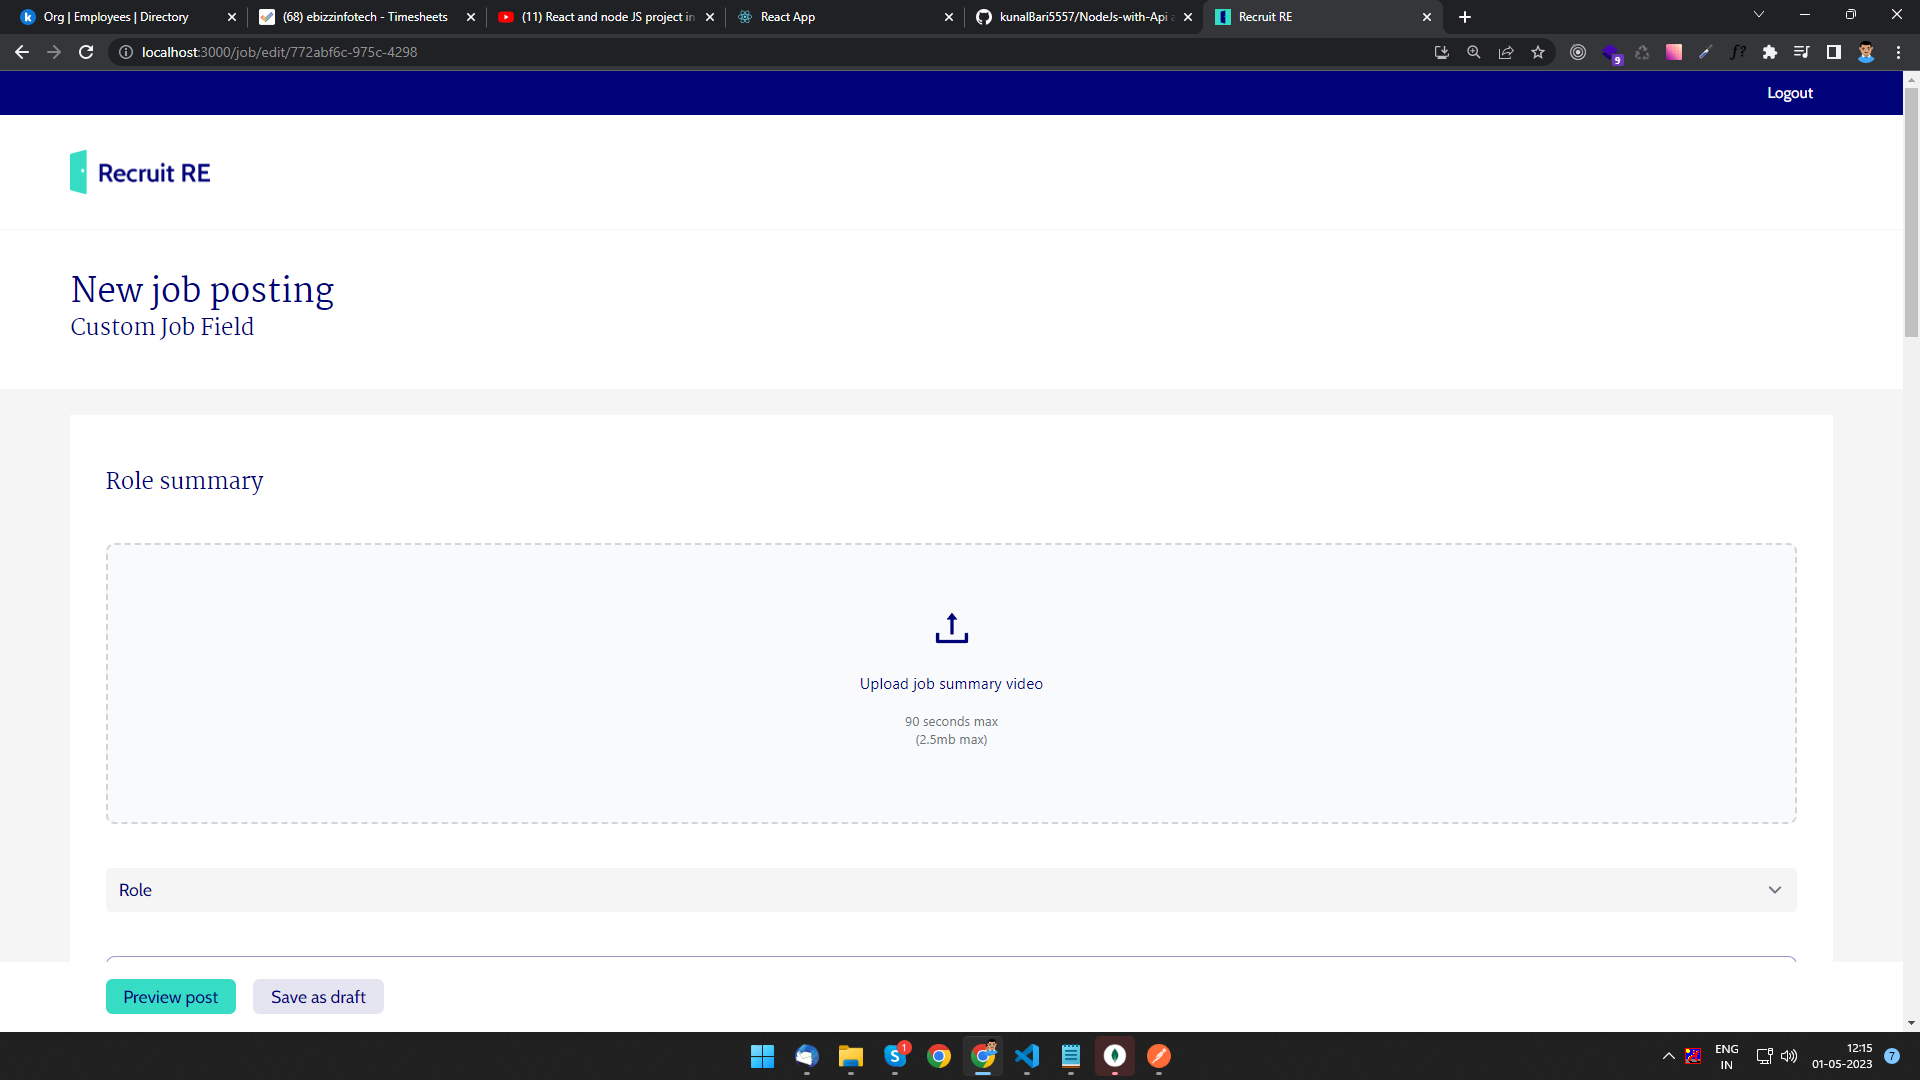 Org | Employees | Directory
(68) ebizzinfotech - Timesheets
(11) React and node JS project in
React App
kunalBari5557/NodeJs-with-Api a
Recruit RE
localhost:3000/job/edit/772abf6c-975c-4298
f?
9
Logout
Recruit RE
New job posting
Custom Job Field
Role summary
Upload job summary video
90 seconds max
(2.5mb max)
Role
Preview post
Save as draft
1
ENG
IN
12:15
01-05-2023
7